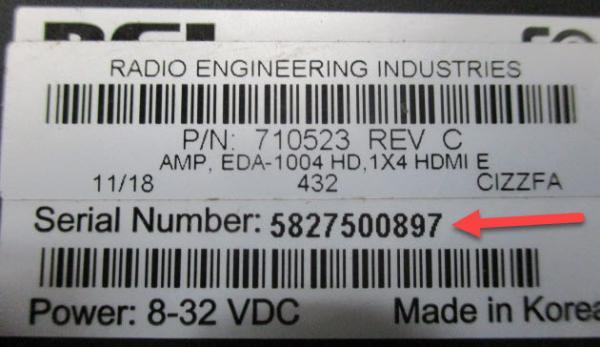 RADIO ENGINEERING INDUSTRIES
P/N: 710523 REV C
AMP, EDA-1004 HD,1X4 HDMI E
11/18 432 CIZZFA
Serial Number: 5827500897
Power: 8-32 VDC Made in Korea